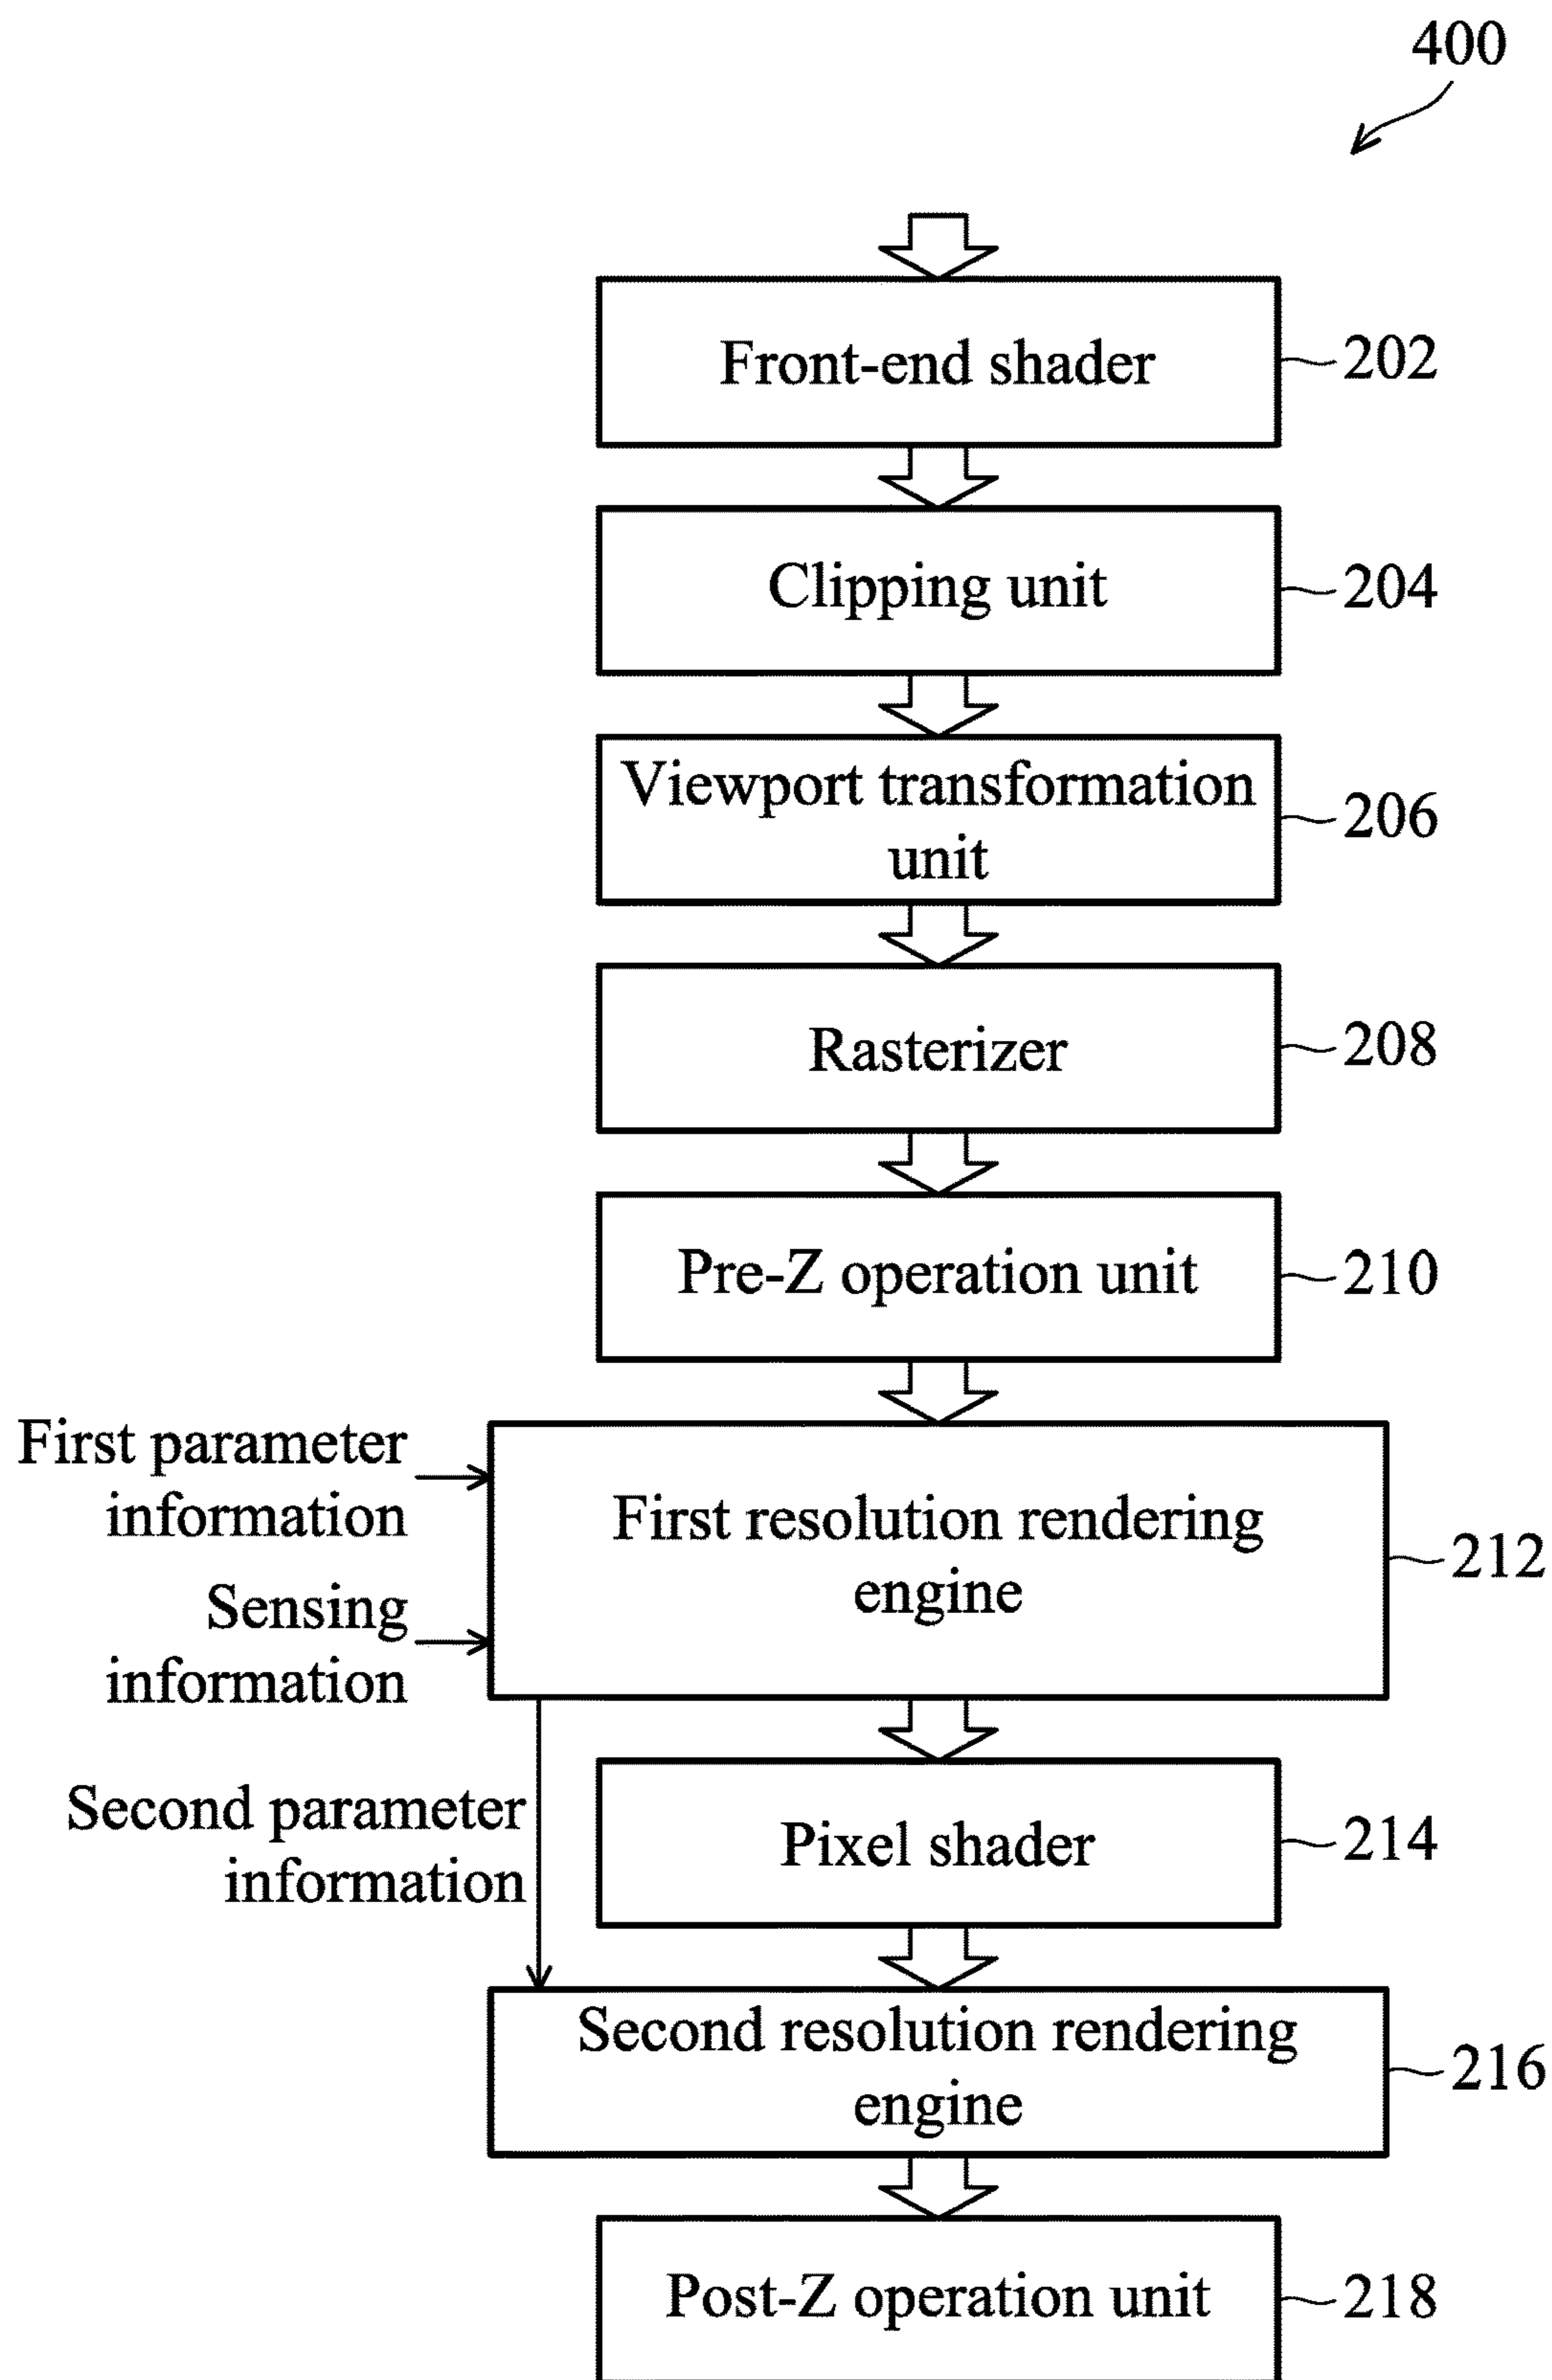 400
Front-end shader
202
Clipping unit
204
Viewport transformation
unit
206
Rasterizer
208
Pre-Z operation unit
210
First parameter
information
Sensing
information
First resolution rendering
engine
212
Second parameter
information
Pixel shader
214
Second resolution rendering
engine
216
Post-Z operation unit
218